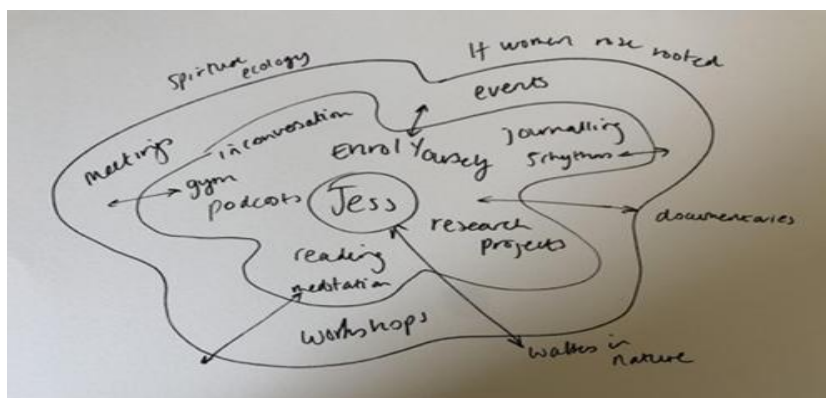 If women rose rooted
Spiritual
ecology
events
meetings
in conversation
journalling
Enrol Yourself
5rhythms
gym
podcasts
Jess
documentaries
research
projects
reading
meditation
workshops
walks in
nature